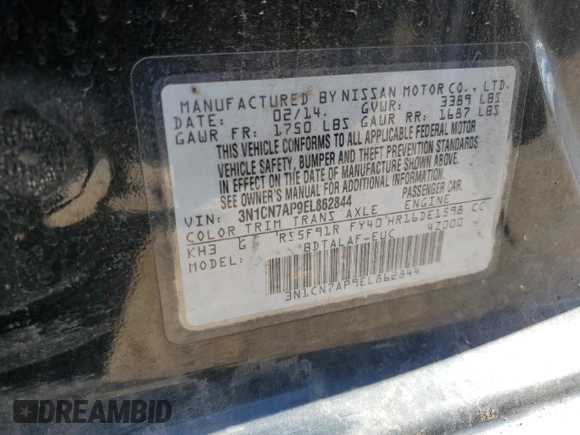 MANUFACTURED BY NISSAN MOTOR CO., LTD.
DATE: 02/14. GVWR: 3389 LBS
GAWR FR: 1750 LBS GAWR RR: 1687 LBS
THIS VEHICLE CONFORMS TO ALL APPLICABLE FEDERAL MOTOR
VEHICLE SAFETY, BUMPER AND THEFT PREVENTION STANDARDS
IN EFFECT ON THE DATE OF MANUFACTURE SHOWN ABOVE.
SEE OWNER'S MANUAL FOR ADDITIONAL INFORMATION.
VIN: 3N1CN7AP9EL862844 PASSENGER CAR.
COLOR TRIM TRANS AXLE ENGINE
KH3 G RE5F91R FY40 HR16DE1598 CC
MODEL: BDTALAF-EUC 42000
3N1CN7AP9EL862844
DREAMBID